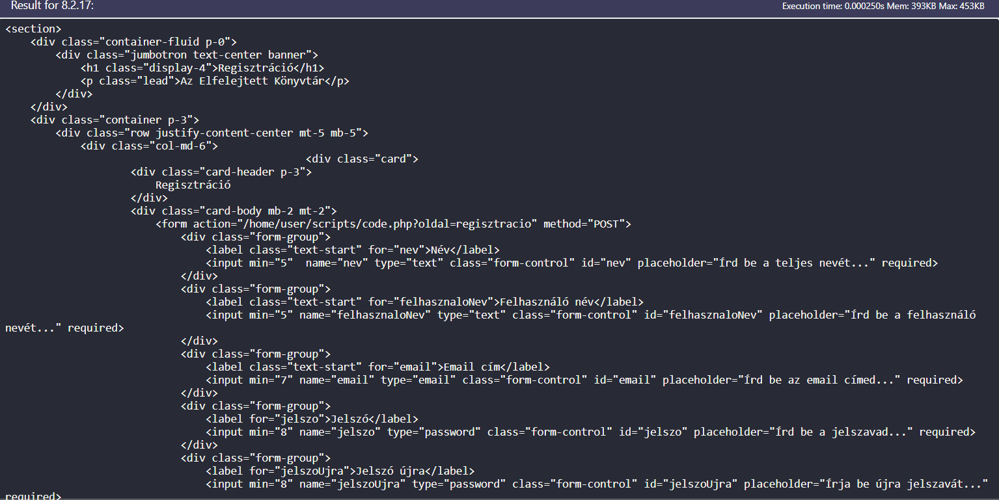 Result for 8.2.17:
Execution time: 0.000250s Mem: 393KB Max: 453KB
<section>
<div class="container-fluid p-0">
<div class="jumbotron text-center banner">
<h1 class="display-4">Regisztráció</h1>
<p class="lead">Az Elfelejtett Könyvtár</p>
</div>
</div>
<div class="container p-3">
<div class="row justify-content-center mt-5 mb-5">
<div class="col-md-6">
<div class="card">
<div class="card-header p-3">
Regisztráció
</div>
<div class="card-body mb-2 mt-2">
<form action="/home/user/scripts/code.php?oldal=regisztracio" method="POST">
<div class="form-group">
<label class="text-start" for="nev">Név</label>
<input min="5"  name="nev" type="text" class="form-control" id="nev" placeholder="Írd be a teljes nevét..." required>
</div>
<div class="form-group">
<label class="text-start" for="felhasznaloNev">Felhasználó név</label>
<input min="5" name="felhasznaloNev" type="text" class="form-control" id="felhasznaloNev" placeholder="Írd be a felhasználó
nevét..." required>
</div>
<div class="form-group">
<label class="text-start" for="email">Email cím</label>
<input min="7" name="email" type="email" class="form-control" id="email" placeholder="Írd be az email címed..." required>
</div>
<div class="form-group">
<label for="jelszo">Jelszó</label>
<input min="8" name="jelszo" type="password" class="form-control" id="jelszo" placeholder="Írd be a jelszavad..." required>
</div>
<div class="form-group">
<label for="jelszoUjra">Jelszó újra</label>
<input min="8" name="jelszoUjra" type="password" class="form-control" id="jelszoUjra" placeholder="Írja be újra jelszavát..."
required>